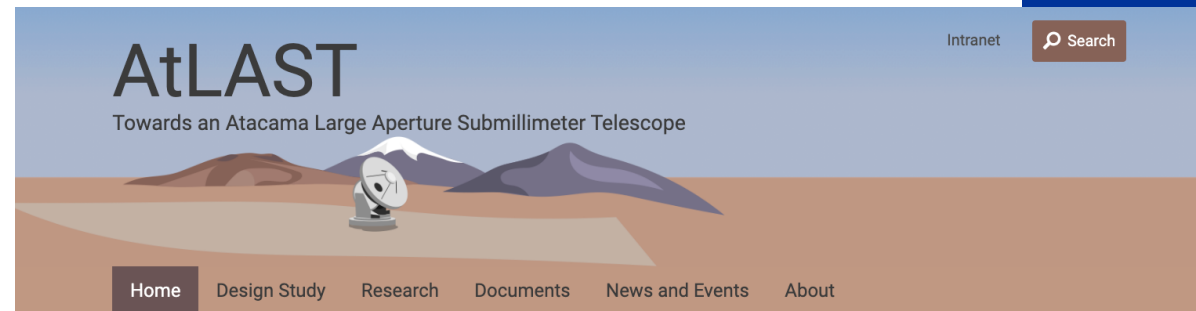 Intranet
Search
AtLAST
Towards an Atacama Large Aperture Submillimeter Telescope
Home Design Study Research Documents News and Events About